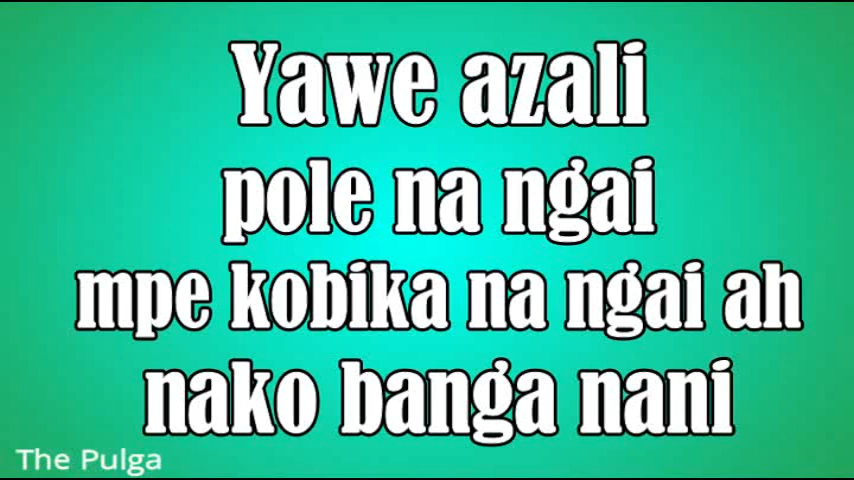 Yawe azali
pole na ngai
mpe kobika na ngai ah
nako banga nani
The Pulga